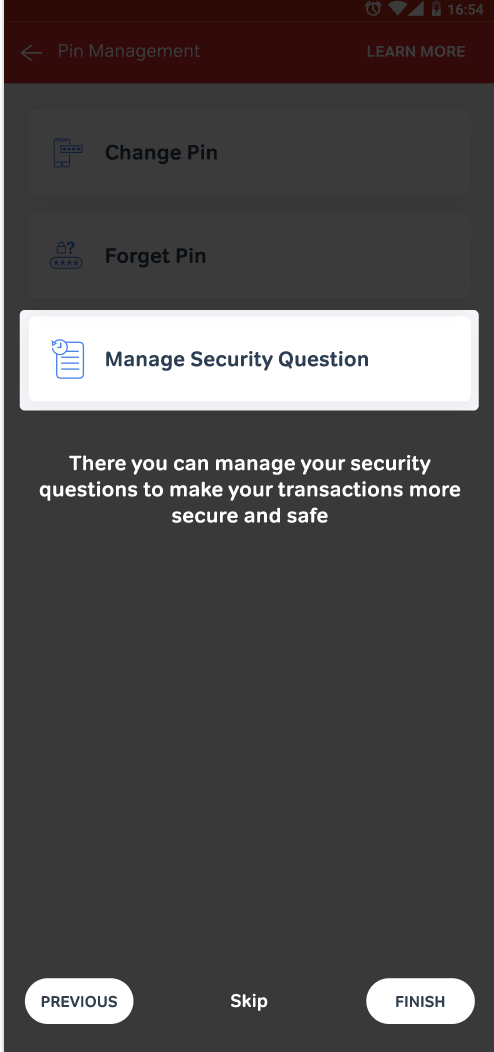 16:54
Pin Management LEARN MORE
****
Change Pin
?
****
Forget Pin
Manage Security Question
There you can manage your security
questions to make your transactions more
secure and safe
PREVIOUS Skip FINISH